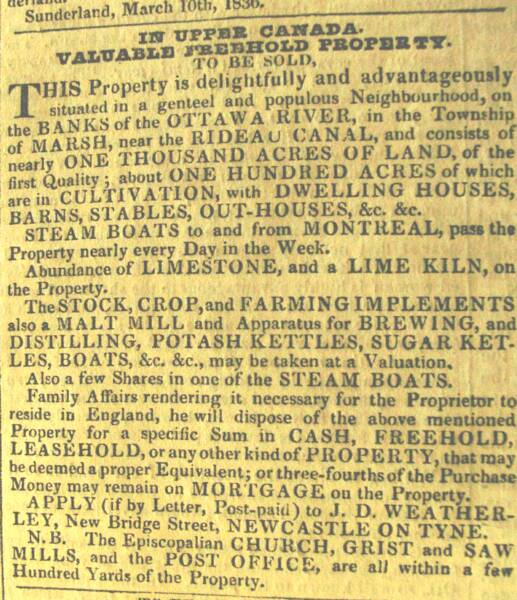 Sunderland, March 10th, 1836.
IN UPPER CANADA.
VALUABLE FREEHOLD PROPERTY.
TO BE SOLD,
THIS Property is delightfully and advantageously
situated in a genteel and populous Neighbourhood, on
the BANKS of the OTTAWA RIVER, in the Township
of MARSH, near the RIDEAU CANAL, and consists of
nearly ONE THOUSAND ACRES OF LAND, of the
first Quality; about ONE HUNDRED ACRES of which
are in CULTIVATION, with DWELLING HOUSES,
BARNS, STABLES, OUT-HOUSES, &c. &c.
STEAM BOATS to and from MONTREAL, pass the
Property nearly every Day in the Week.
Abundance of LIMESTONE, and a LIME KILN, on
the Property.
The STOCK, CROP, and FARMING IMPLEMENTS
also a MALT MILL and Apparatus for BREWING, and
DISTILLING, POTASH KETTLES, SUGAR KET-
LES, BOATS, &c. &c., may be taken at a Valuation.
Also a few Shares in one of the STEAM BOATS.
Family Affairs rendering it necessary for the Proprietor to
reside in England, he will dispose of the above mentioned
Property for a specific Sum in CASH, FREEHOLD,
LEASEHOLD, or any other kind of PROPERTY, that may
be deemed a proper Equivalent; or three-fourths of the Purchase
Money may remain on MORTGAGE on the Property.
APPLY (if by Letter, Post-paid) to J. D. WEATHER-
LEY, New Bridge Street, NEWCASTLE ON TYNE.
N.B. The Episcopalian CHURCH, GRIST and SAW
MILLS, and the POST OFFICE, are all within a few
Hundred Yards of the Property.